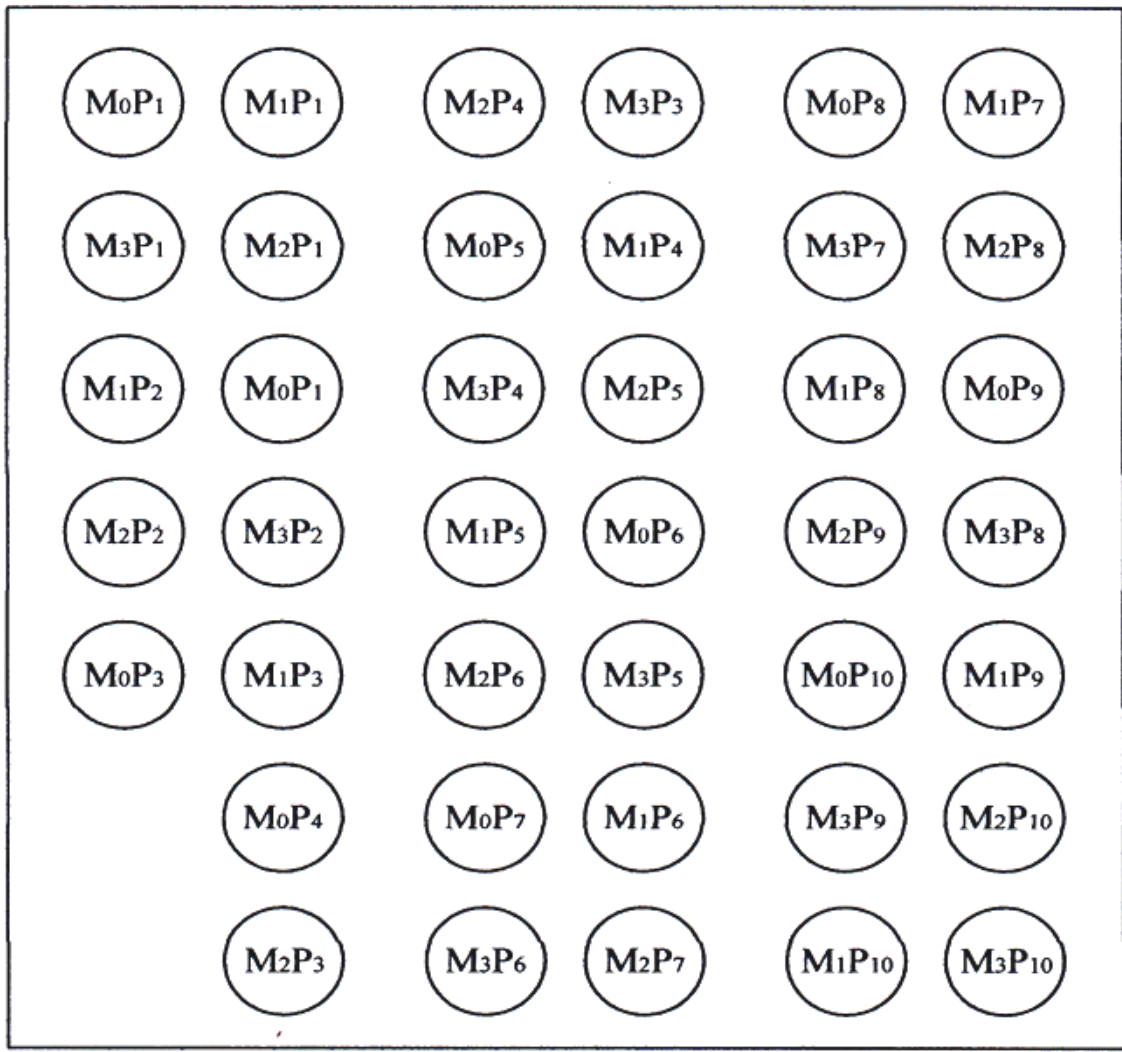 M₀P₁ M₁P₁ M₂P₄ M₃P₃ M₀P₈ M₁P₇
M₃P₁ M₂P₁ M₀P₅ M₁P₄ M₃P₇ M₂P₈
M₁P₂ M₀P₁ M₃P₄ M₂P₅ M₁P₈ M₀P₉
M₂P₂ M₃P₂ M₁P₅ M₀P₆ M₂P₉ M₃P₈
M₀P₃ M₁P₃ M₂P₆ M₃P₅ M₀P₁₀ M₁P₉
M₀P₄ M₀P₇ M₁P₆ M₃P₉ M₂P₁₀
M₂P₃ M₃P₆ M₂P₇ M₁P₁₀ M₃P₁₀